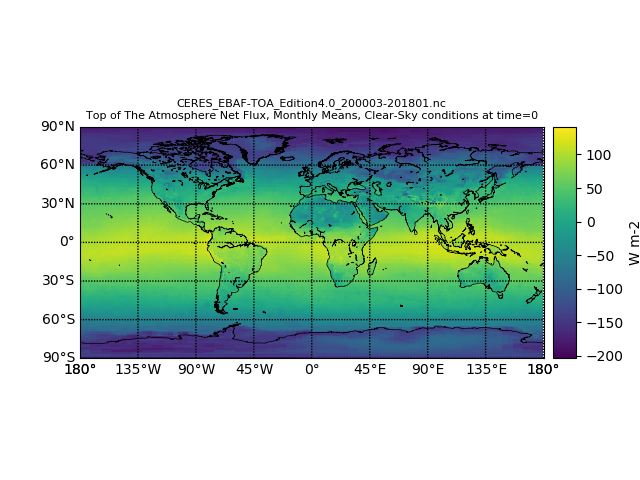 CERES_EBAF-TOA_Edition4.0_200003-201801.nc
Top of The Atmosphere Net Flux, Monthly Means, Clear-Sky conditions at time=0
90°N
60°N
30°N
0°
30°S
60°S
90°S
180° 135°W 90°W 45°W 0° 45°E 90°E 135°E 180°
100
50
0
−50
−100
−150
−200
W m-2